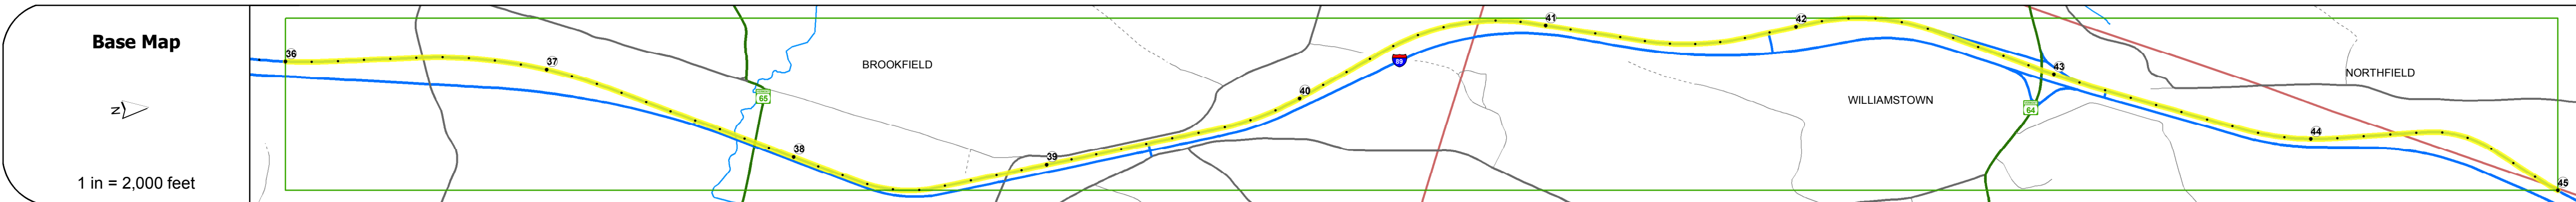 Base Map
N
1 in = 2,000 feet
36
37
38
39
40
41
42
43
44
45
BROOKFIELD
WILLIAMSTOWN
NORTHFIELD
65
89
64